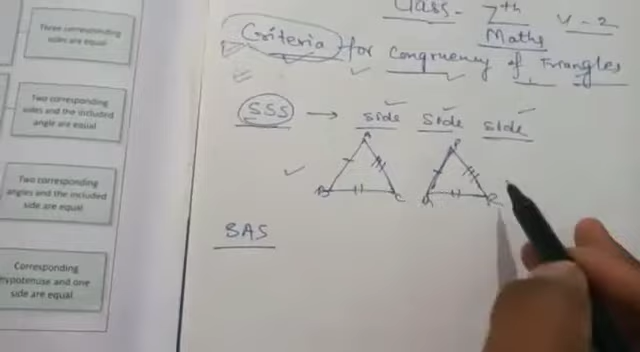 Three corresponding
sides are equal
Two corresponding
sides and the included
angle are equal
Two corresponding
angles and the included
side are equal
Corresponding
hypotenuse and one
side are equal
Class - 7th V-2
Maths
Criteria for congruency of Triangles
SSS → side side side
A P
B C Q R
SAS